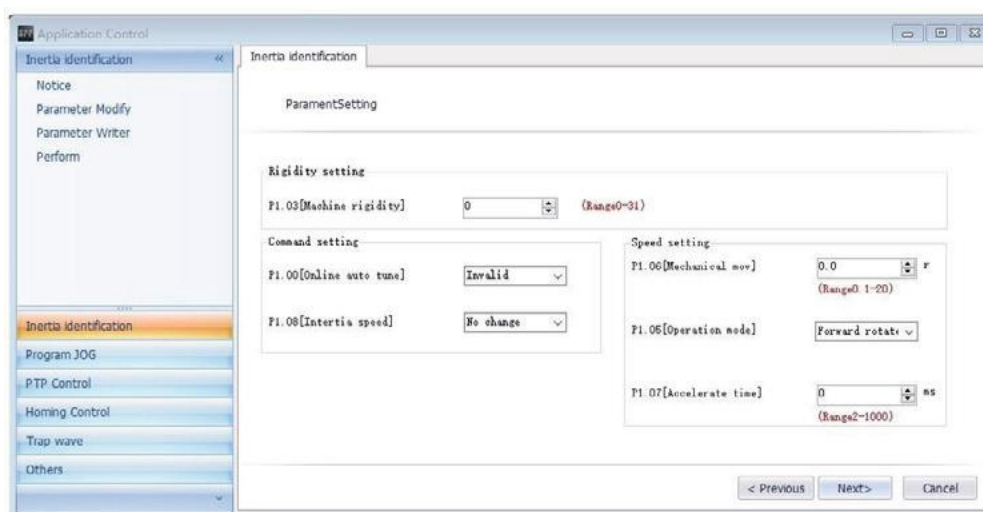 Application Control
Inertia identification «
Notice
Parameter Modify
Parameter Writer
Perform
Inertia identification
Program JOG
PTP Control
Homing Control
Trap wave
Others
Inertia identification
ParamentSetting
Rigidity setting
P1.03[Machine rigidity] 0 (Range0-31)
Command setting
P1.00[Online auto tune] Invalid
P1.08[Intertia speed] No change
Speed setting
P1.06[Mechanical mov] 0.0 r
(Range0.1-20)
P1.05[Operation mode] Forward rotate
P1.07[Accelerate time] 0 ms
(Range2-1000)
< Previous Next> Cancel